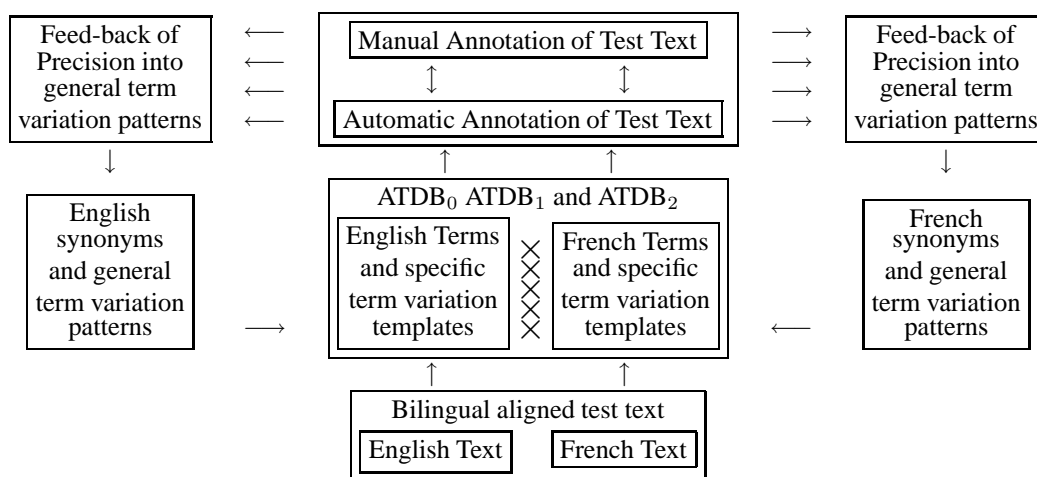 Feed-back of
Precision into
general term
variation patterns
Manual Annotation of Test Text
Automatic Annotation of Test Text
Feed-back of
Precision into
general term
variation patterns
English
synonyms
and general
term variation
patterns
ATDB₀ ATDB₁ and ATDB₂
English Terms
and specific
term variation
templates
French Terms
and specific
term variation
templates
French
synonyms
and general
term variation
patterns
Bilingual aligned test text
English Text
French Text